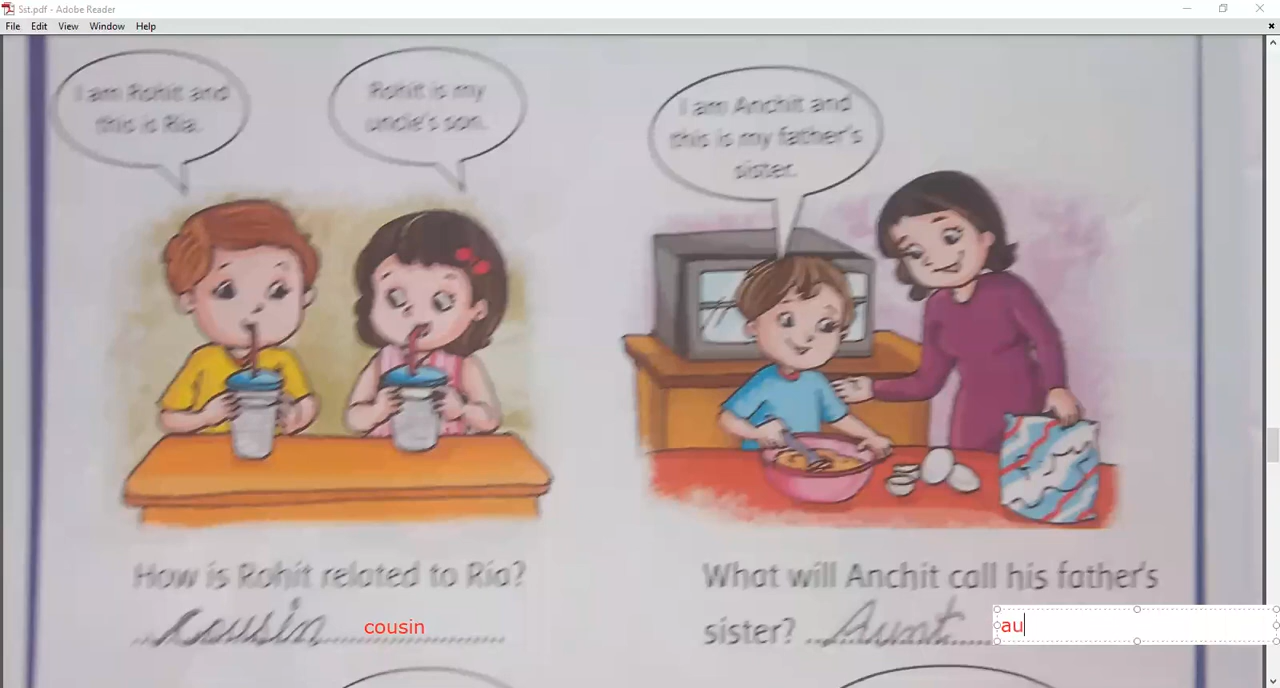 Sst.pdf - Adobe Reader
File Edit View Window Help
I am Rohit and
this is Ria.
Rohit is my
uncle's son.
I am Anchit and
this is my father's
sister.
How is Rohit related to Ria?
cousin cousin
What will Anchit call his father's
sister? Aunt au